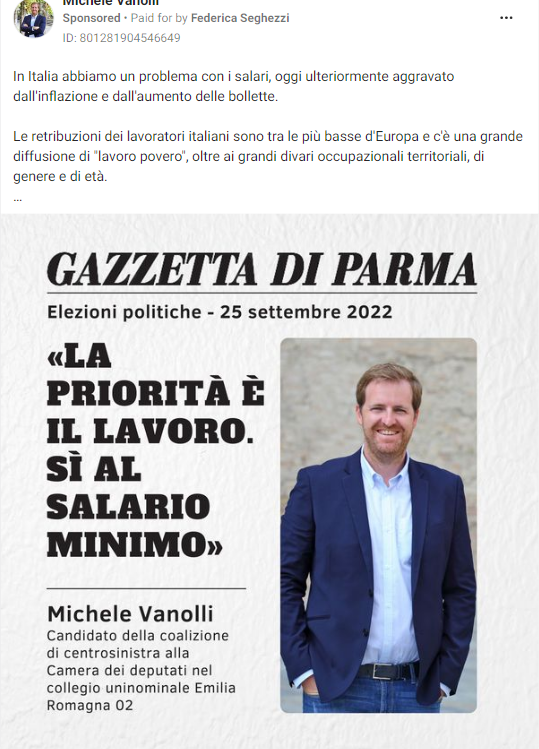 Michele Vanolli
Sponsored • Paid for by Federica Seghezzi
ID: 801281904546649
In Italia abbiamo un problema con i salari, oggi ulteriormente aggravato
dall'inflazione e dall'aumento delle bollette.
Le retribuzioni dei lavoratori italiani sono tra le più basse d'Europa e c'è una grande
diffusione di "lavoro povero", oltre ai grandi divari occupazionali territoriali, di
genere e di età.
...
GAZZETTA DI PARMA
Elezioni politiche - 25 settembre 2022
«LA
PRIORITÀ È
IL LAVORO.
SÌ AL
SALARIO
MINIMO»
Michele Vanolli
Candidato della coalizione
di centrosinistra alla
Camera dei deputati nel
collegio uninominale Emilia
Romagna 02